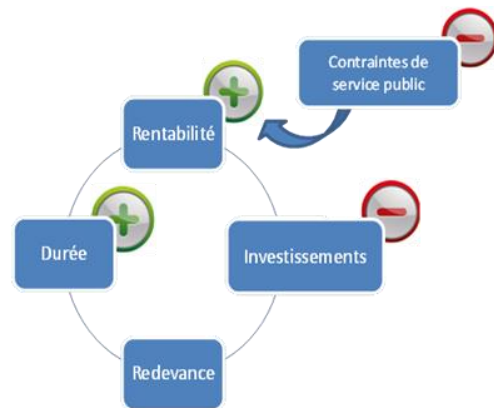 Contraintes de
service public
Rentabilité
Durée
Investissements
Redevance